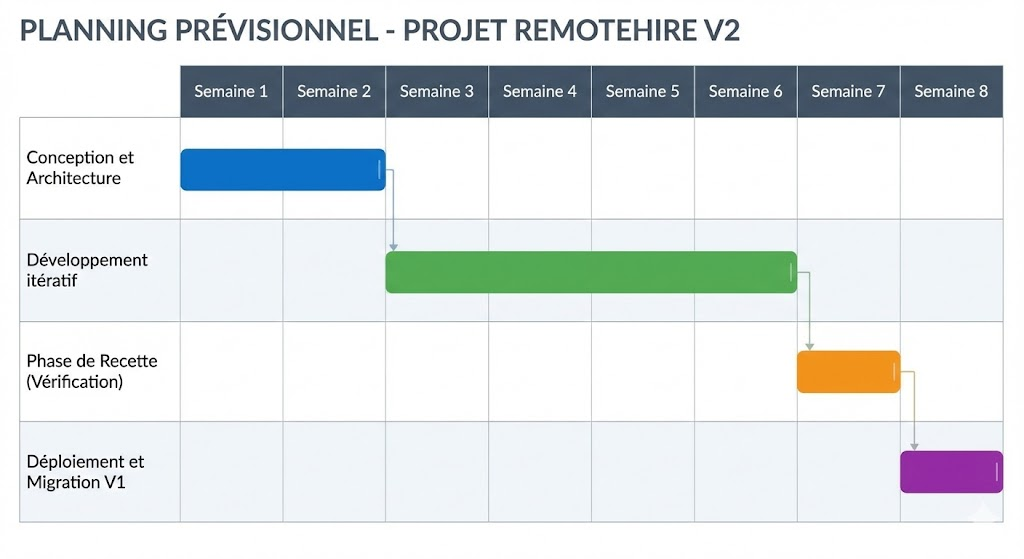 PLANNING PRÉVISIONNEL - PROJET REMOTEHIRE V2
Semaine 1
Semaine 2
Semaine 3
Semaine 4
Semaine 5
Semaine 6
Semaine 7
Semaine 8
Conception et
Architecture
Développement
itératif
Phase de Recette
(Vérification)
Déploiement et
Migration V1